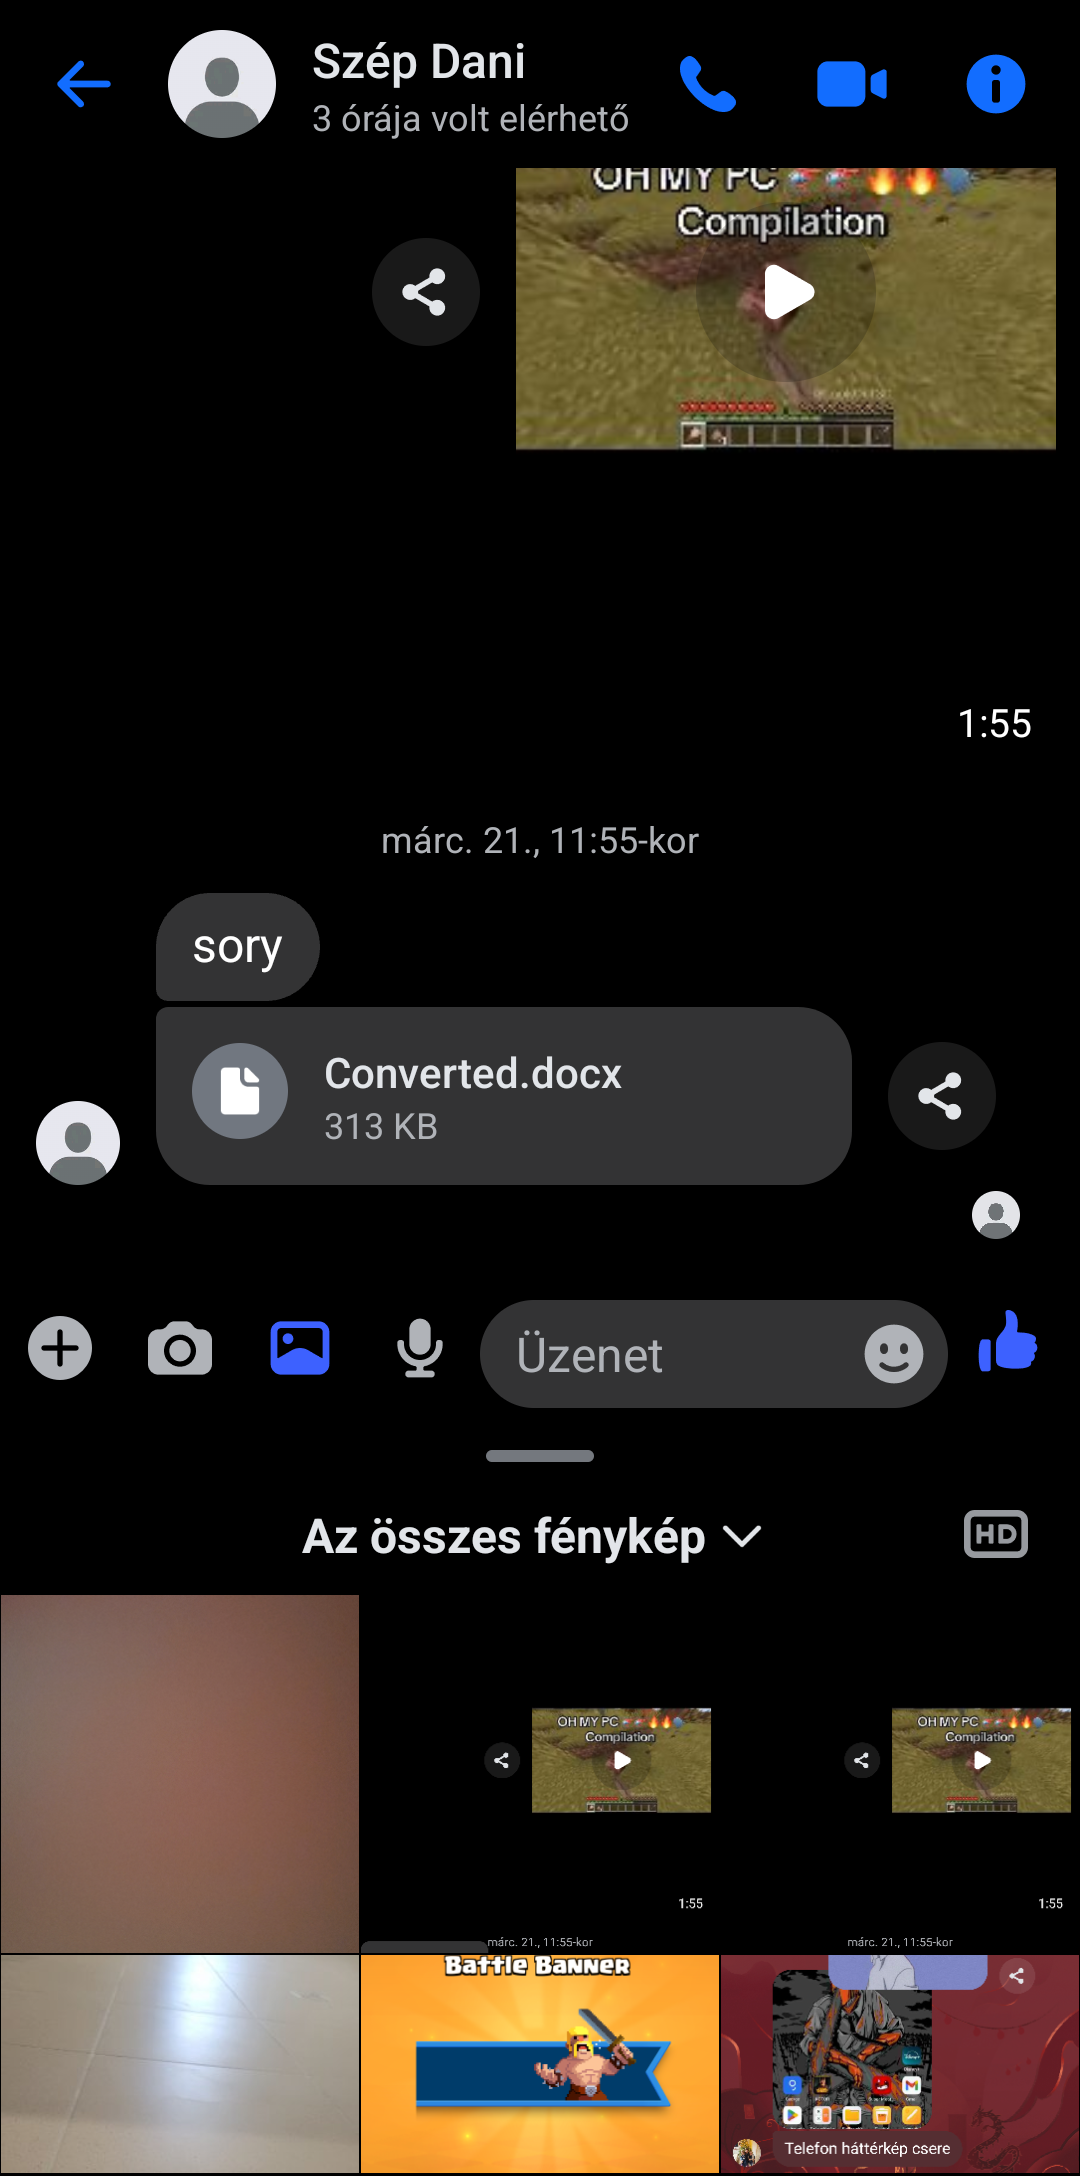 Szép Dani
3 órája volt elérhető
OH MY PC
Compilation
1:55
márc. 21., 11:55-kor
sory
Converted.docx
313 KB
Üzenet
Az összes fénykép
HD
OH MY PC
Compilation
1:55
márc. 21., 11:55-kor
OH MY PC
Compilation
1:55
márc. 21., 11:55-kor
Battle Banner
Telefon háttérkép csere